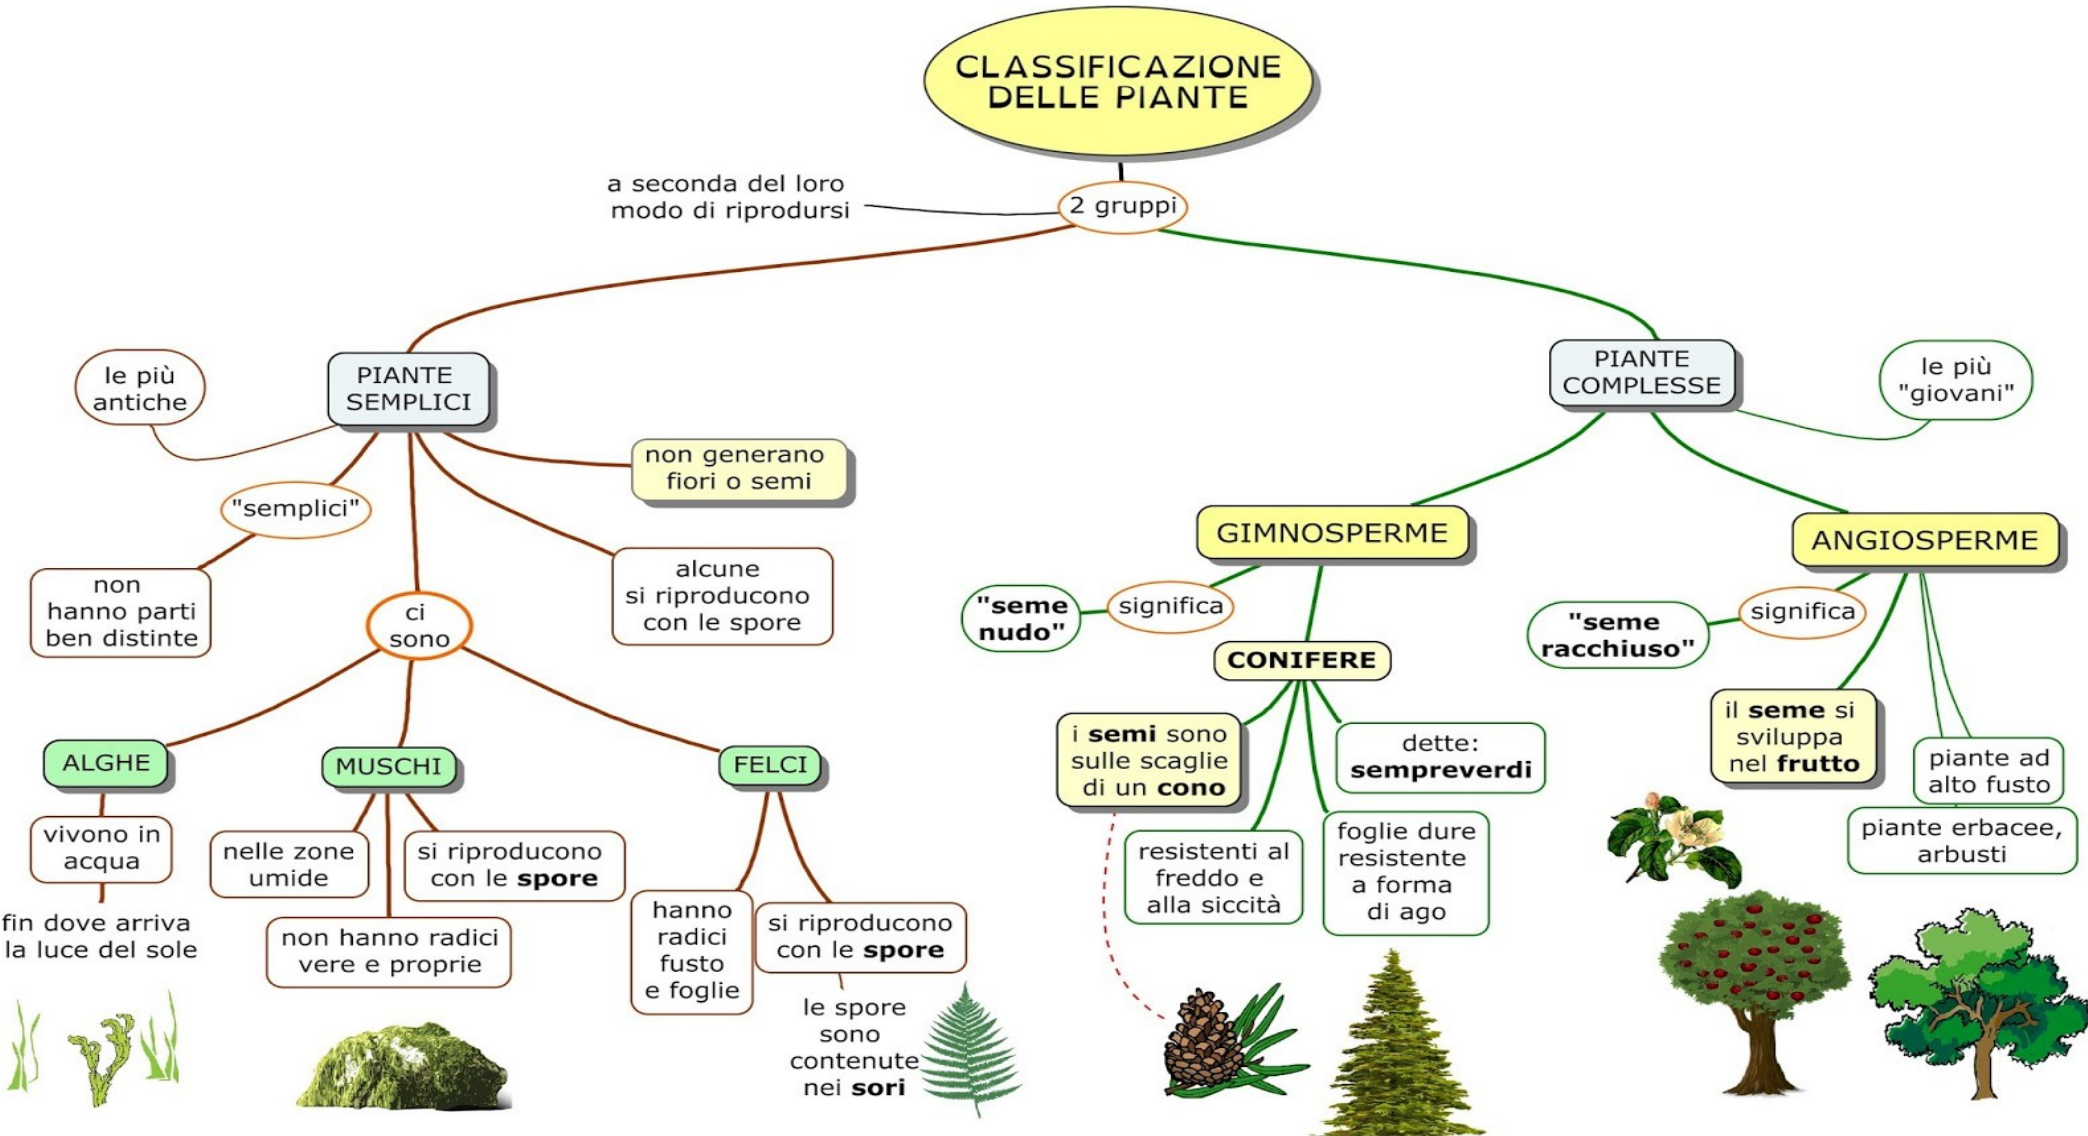 CLASSIFICAZIONE
DELLE PIANTE
a seconda del loro
modo di riprodursi
2 gruppi
le più
antiche
PIANTE
SEMPLICI
"semplici"
non
hanno parti
ben distinte
non generano
fiori o semi
alcune
si riproducono
con le spore
ci
sono
ALGHE
vivono in
acqua
fin dove arriva
la luce del sole
MUSCHI
nelle zone
umide
si riproducono
con le spore
non hanno radici
vere e proprie
FELCI
hanno
radici
fusto
e foglie
si riproducono
con le spore
le spore
sono
contenute
nei sori
PIANTE
COMPLESSE
le più
"giovani"
GIMNOSPERME
significa
"seme
nudo"
CONIFERE
i semi sono
sulle scaglie
di un cono
resistenti al
freddo e
alla siccità
foglie dure
resistente
a forma
di ago
dette:
sempreverdi
ANGIOSPERME
significa
"seme
racchiuso"
il seme si
sviluppa
nel frutto
piante ad
alto fusto
piante erbacee,
arbusti